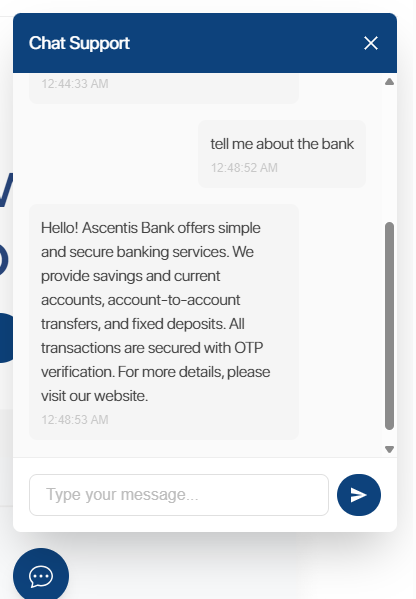 Chat Support
12:44:33 AM
tell me about the bank
12:48:52 AM
Hello! Ascentis Bank offers simple
and secure banking services. We
provide savings and current
accounts, account-to-account
transfers, and fixed deposits. All
transactions are secured with OTP
verification. For more details, please
visit our website.
12:48:53 AM
Type your message...